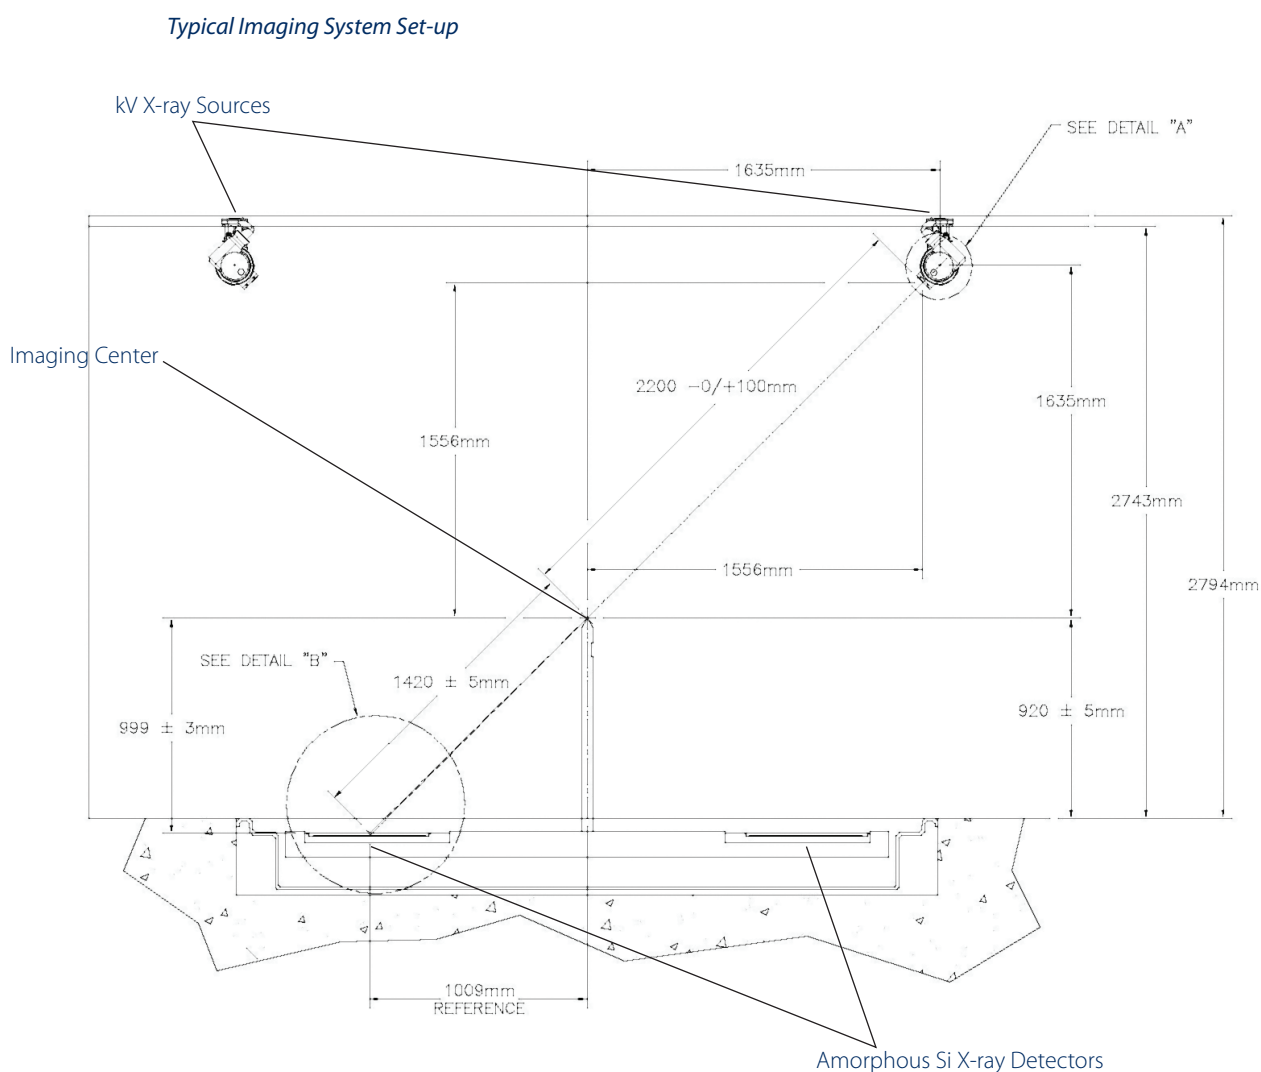 Typical Imaging System Set-up
kV X-ray Sources
SEE DETAIL "A"
1635mm
Imaging Center
2200 -0/+100mm
1635mm
1556mm
2743mm
1556mm
2794mm
SEE DETAIL "B"
1420 ± 5mm
920 ± 5mm
999 ± 3mm
1009mm
REFERENCE
Amorphous Si X-ray Detectors